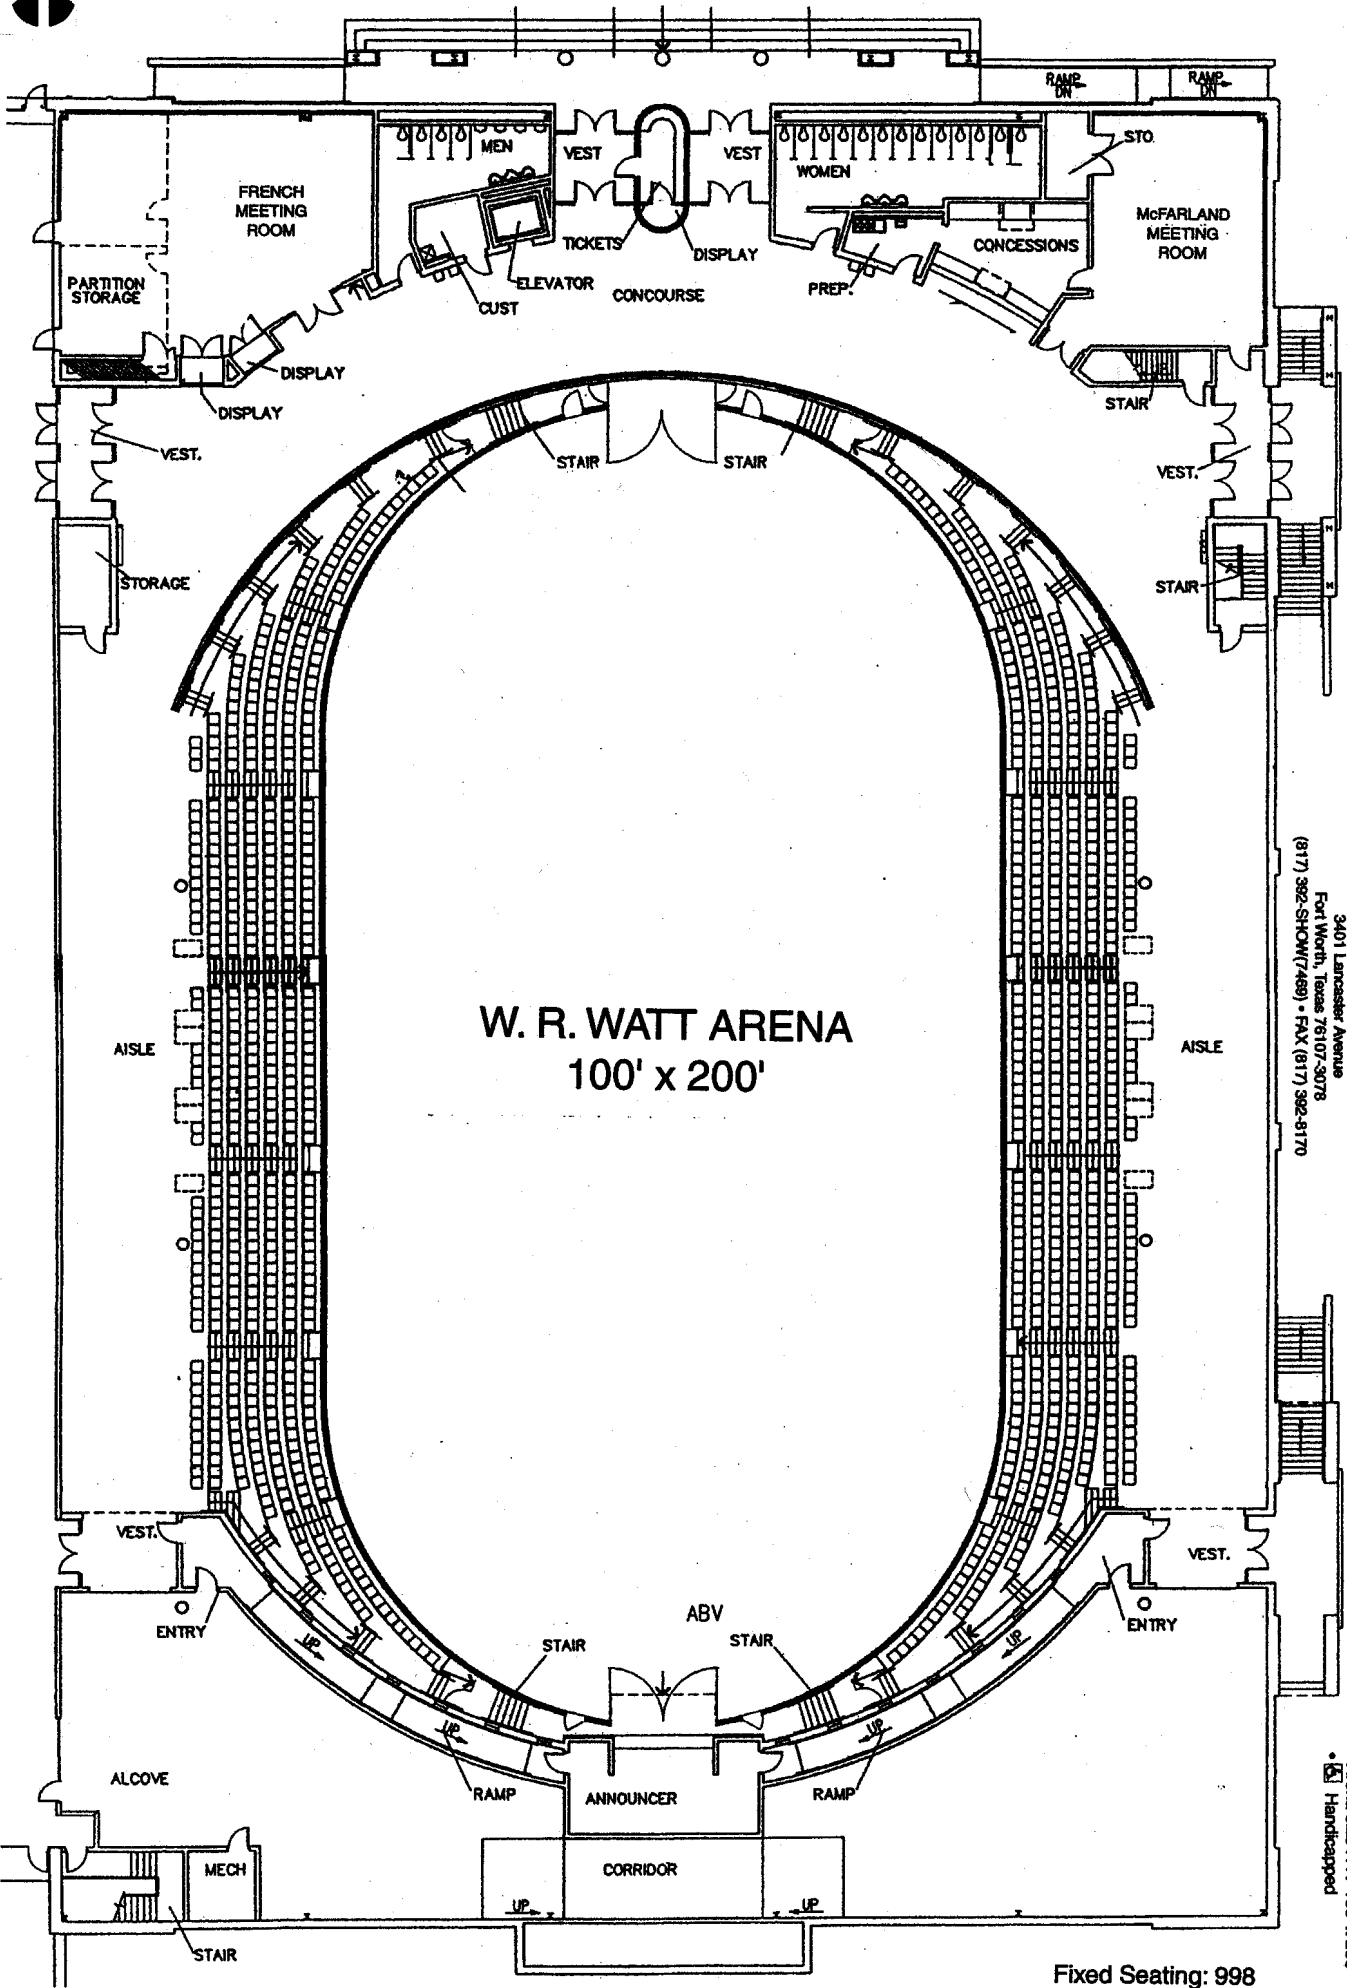 RAMP
DN
RAMP
DN
MEN
VEST
VEST
STO.
WOMEN
FRENCH
MEETING
ROOM
McFARLAND
MEETING
ROOM
TICKETS
DISPLAY
CONCESSIONS
PARTITION
STORAGE
ELEVATOR
CUST
CONCOURSE
PREP.
DISPLAY
DISPLAY
STAIR
VEST.
STAIR
STAIR
VEST.
STORAGE
STAIR
3401 Lancaster Avenue
Fort Worth, Texas 76107-3078
(817) 392-SHOW(7469) • FAX (817) 392-8170
W. R. WATT ARENA
100' x 200'
AISLE
AISLE
VEST.
VEST.
ABV
ENTRY
STAIR
STAIR
ENTRY
UP
UP
UP
UP
ALCOVE
RAMP
ANNOUNCER
RAMP
• Handicapped
MECH
CORRIDOR
UP
UP
STAIR
Fixed Seating: 998